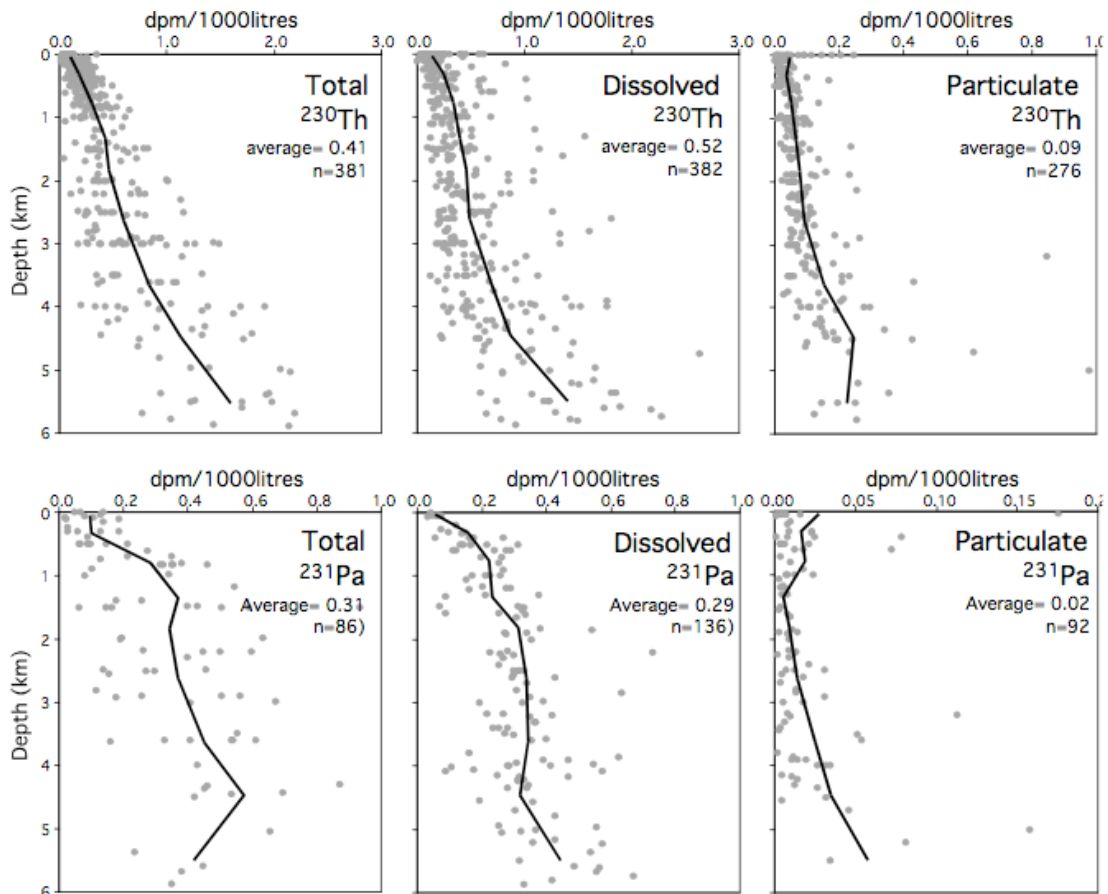 dpm/1000litres dpm/1000litres dpm/1000litres
0.0 1.0 2.0 3.0 0.0 1.0 2.0 3.0 0.0 0.2 0.4 0.6 0.8 1.0
Total Dissolved Particulate
²³⁰Th ²³⁰Th ²³⁰Th
average= 0.41 average= 0.52 average= 0.09
n=381 n=382 n=276
0
1
2
3
4
5
6
Depth (km)
dpm/1000litres dpm/1000litres dpm/1000litres
0.0 0.2 0.4 0.6 0.8 1.0 0.0 0.2 0.4 0.6 0.8 1.0 0.00 0.05 0.10 0.15 0.2
Total Dissolved Particulate
²³¹Pa ²³¹Pa ²³¹Pa
Average= 0.31 Average= 0.29 Average= 0.02
n=86) n=136) n=92
0
1
2
3
4
5
6
Depth (km)